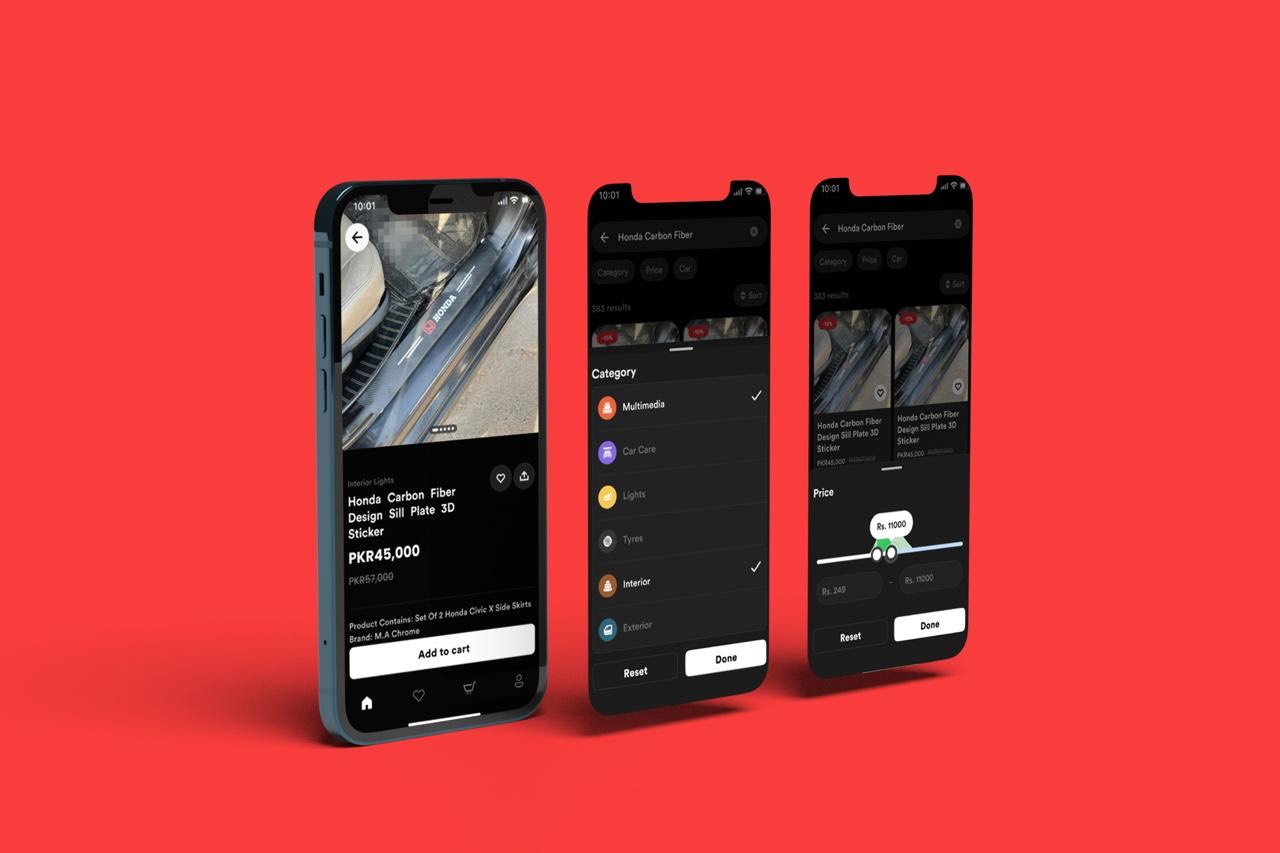 10:01
HONDA
Interior Lights
Honda Carbon Fiber
Design Sill Plate 3D
Sticker
PKR45,000
PKR57,000
Product Contains: Set Of 2 Honda Civic X Side Skirts
Brand: M.A Chrome
Add to cart
10:01
Honda Carbon Fiber
Category
Price
Car
Sort
383 results
-15%
-15%
Category
Multimedia
Car Care
Lights
Tyres
Interior
Exterior
Reset
Done
10:01
Honda Carbon Fiber
Category
Price
Car
Sort
383 results
-15%
-15%
Honda Carbon Fiber
Design Sill Plate 3D
Sticker
PKR45,000 PKR57,000
Honda Carbon Fiber
Design Sill Plate 3D
Sticker
PKR45,000 PKR57,000
Price
Rs. 11000
Rs. 249
–
Rs. 11000
Reset
Done